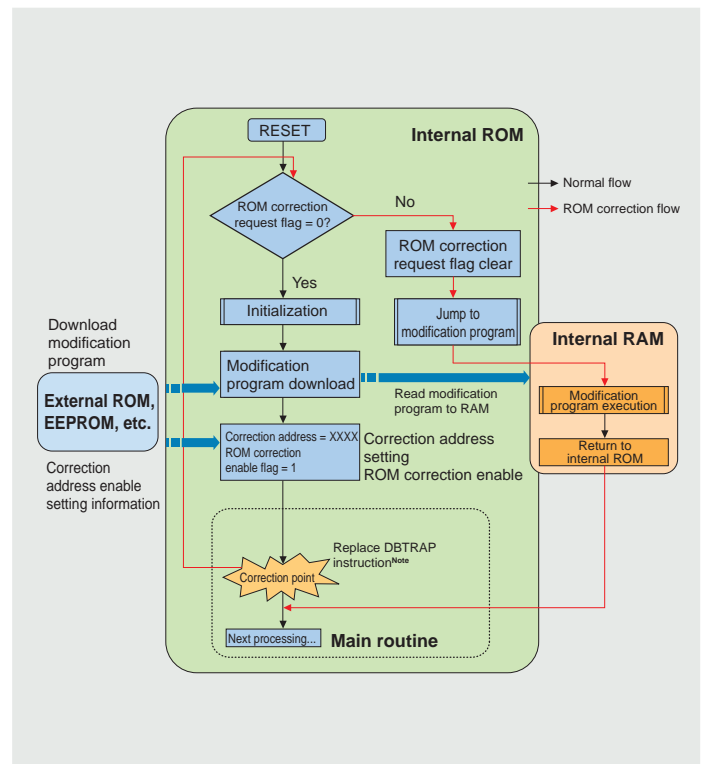 RESET
Internal ROM
Normal flow
ROM correction flow
ROM correction
request flag = 0?
No
ROM correction
request flag clear
Yes
Initialization
Jump to
modification program
Download
modification
program
Internal RAM
External ROM,
EEPROM, etc.
Modification
program download
Read modification
program to RAM
Modification
program execution
Correction address = XXXX
ROM correction
enable flag = 1
Correction address
setting
ROM correction enable
Return to
internal ROM
Correction
address enable
setting information
Replace DBTRAP
instructionNote
Correction point
Next processing...
Main routine